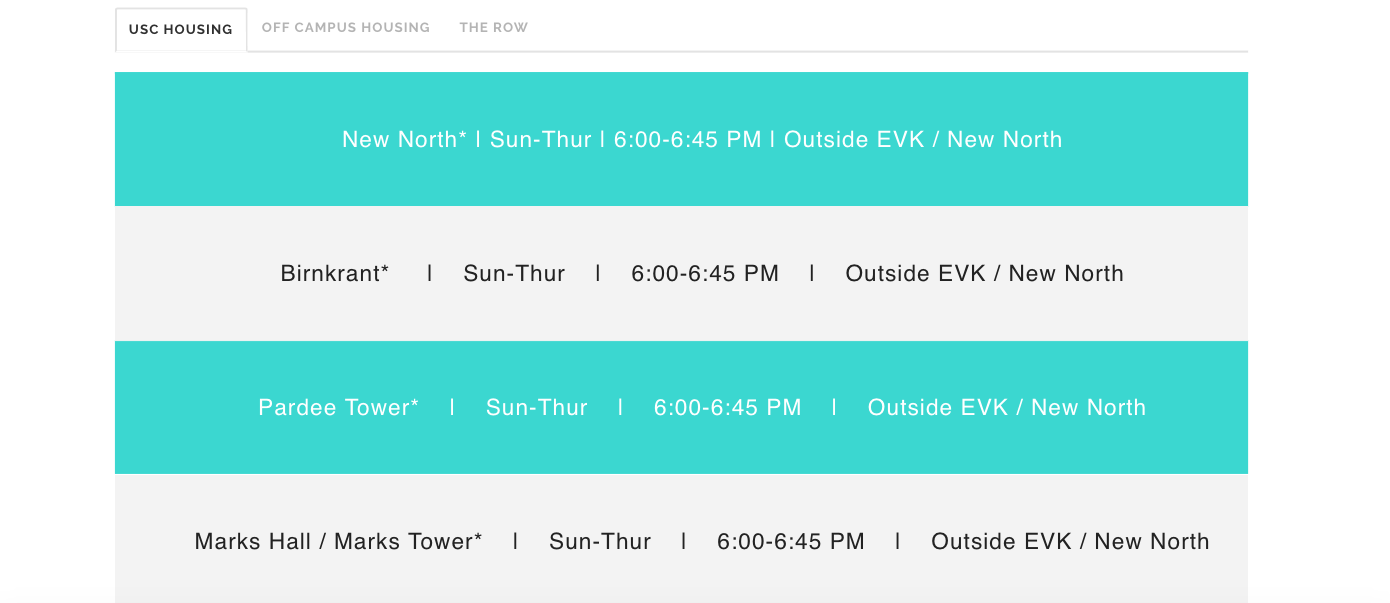 USC HOUSING OFF CAMPUS HOUSING THE ROW
New North* | Sun-Thur | 6:00-6:45 PM | Outside EVK / New North
Birnkrant* | Sun-Thur | 6:00-6:45 PM | Outside EVK / New North
Pardee Tower* | Sun-Thur | 6:00-6:45 PM | Outside EVK / New North
Marks Hall / Marks Tower* | Sun-Thur | 6:00-6:45 PM | Outside EVK / New North